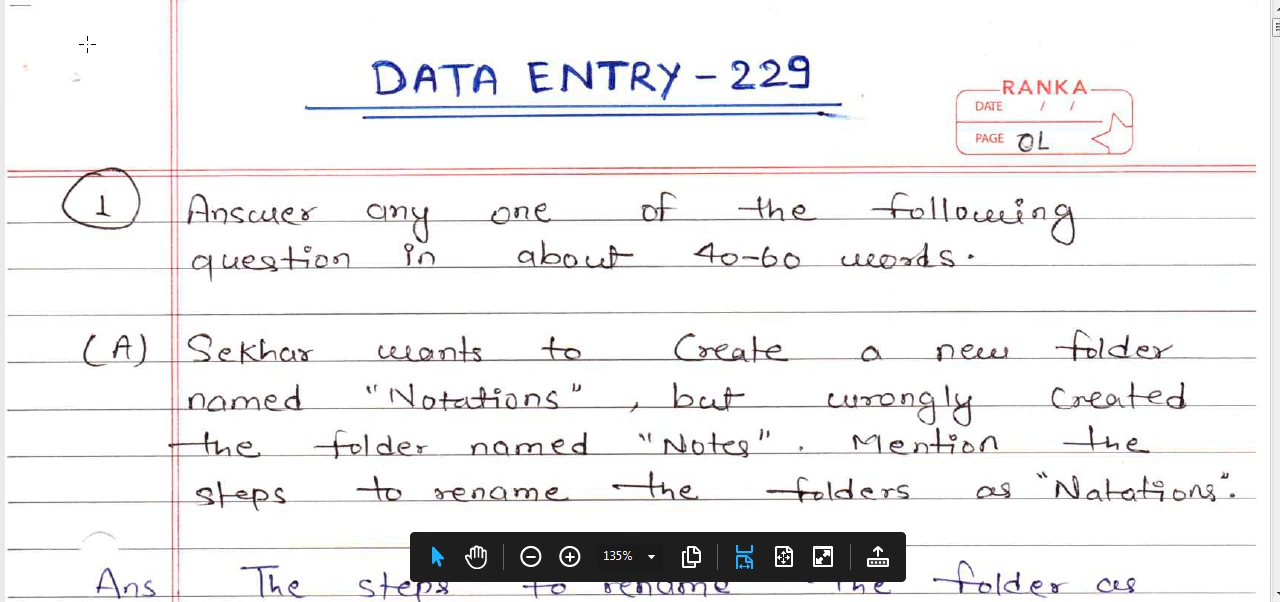 DATA ENTRY - 229
RANKA
DATE / /
PAGE 01
1 Answer any one of the following
question in about 40-60 words.
(A) Sekhar wants to Create a new folder
named "Notations", but wrongly Created
the folder named "Notes". Mention the
steps to rename the folders as "Natations".
135%
Ans The steps to rename the folder as